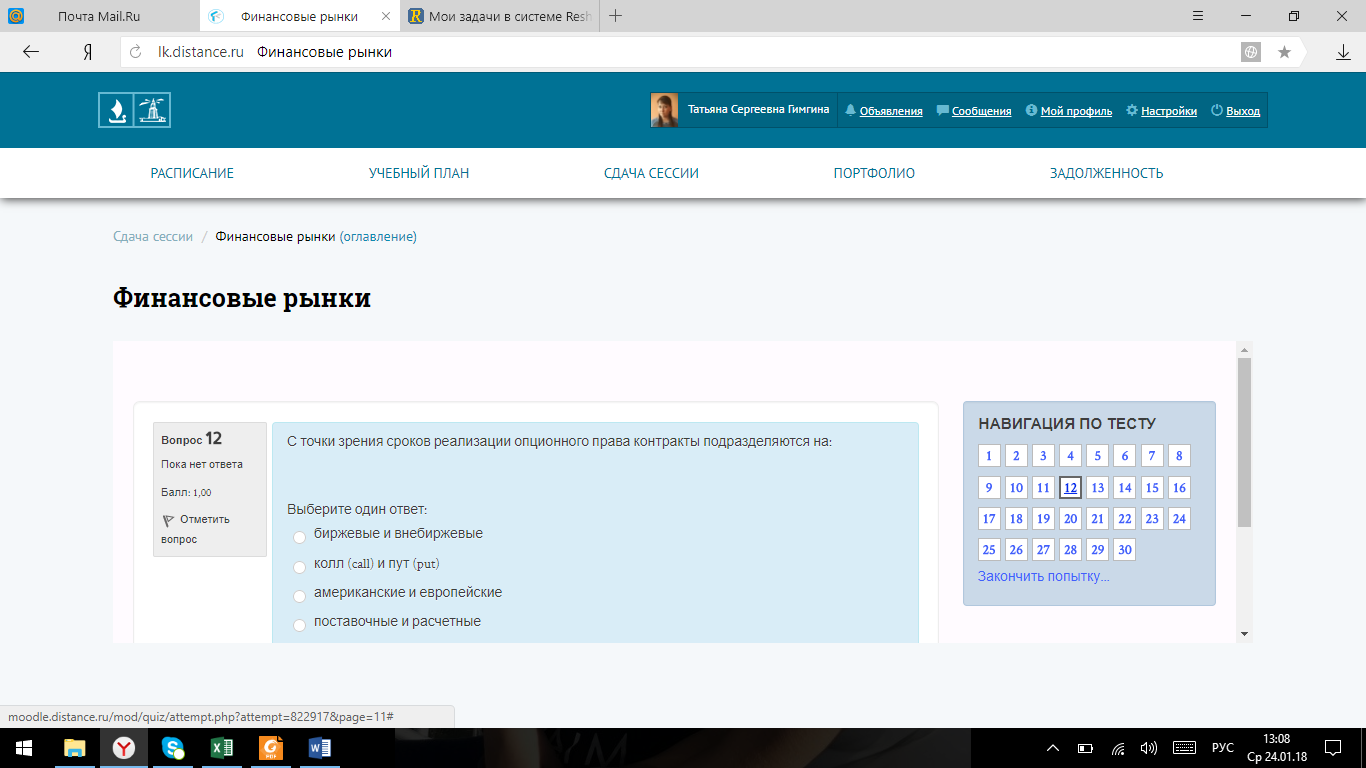 Почта Mail.Ru
Финансовые рынки
Мои задачи в системе Resh
lk.distance.ru Финансовые рынки
Татьяна Сергеевна Гимгина
Объявления
Сообщения
Мой профиль
Настройки
Выход
РАСПИСАНИЕ
УЧЕБНЫЙ ПЛАН
СДАЧА СЕССИИ
ПОРТФОЛИО
ЗАДОЛЖЕННОСТЬ
Сдача сессии / Финансовые рынки (оглавление)
Финансовые рынки
Вопрос 12
Пока нет ответа
Балл: 1,00
Отметить
вопрос
С точки зрения сроков реализации опционного права контракты подразделяются на:
Выберите один ответ:
биржевые и внебиржевые
колл (call) и пут (put)
американские и европейские
поставочные и расчетные
НАВИГАЦИЯ ПО ТЕСТУ
1 2 3 4 5 6 7 8
9 10 11 12 13 14 15 16
17 18 19 20 21 22 23 24
25 26 27 28 29 30
Закончить попытку...
moodle.distance.ru/mod/quiz/attempt.php?attempt=822917&page=11#
РУС
13:08
Ср 24.01.18